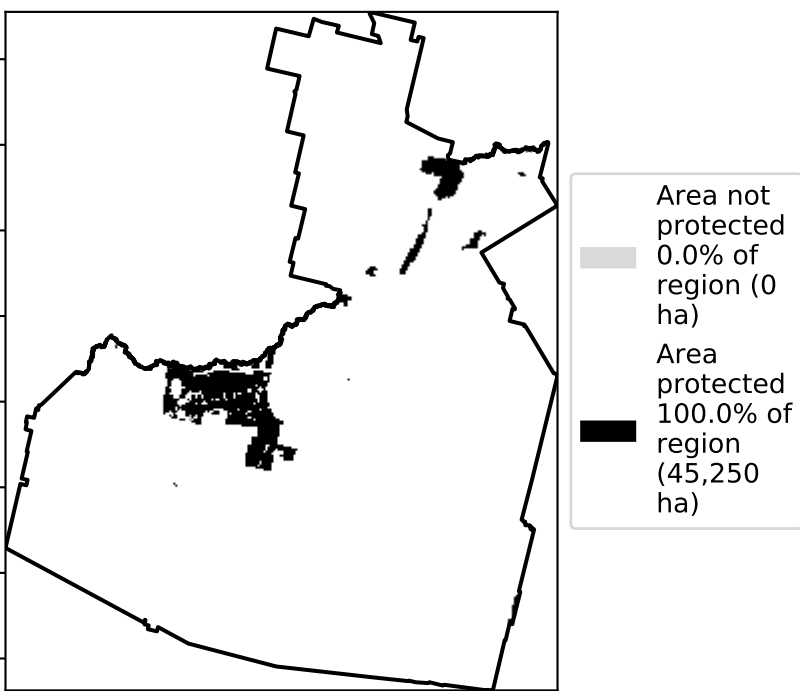 Area not
protected
0.0% of
region (0
ha)
Area
protected
100.0% of
region
(45,250
ha)